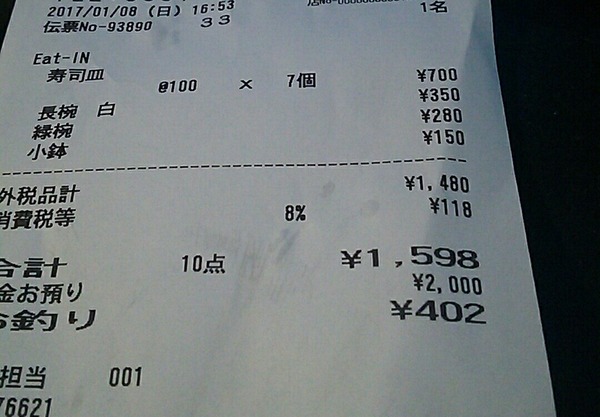 2017/01/08 (日) 16:53
1名
伝票No-93890 33
Eat-IN
寿司皿
@100 × 7個 ¥700
長椀 白 ¥350
緑椀 ¥280
小鉢 ¥150
外税品計 ¥1,480
消費税等 8% ¥118
合計 10点 ¥1,598
金お預り ¥2,000
お釣り ¥402
担当 001
76621